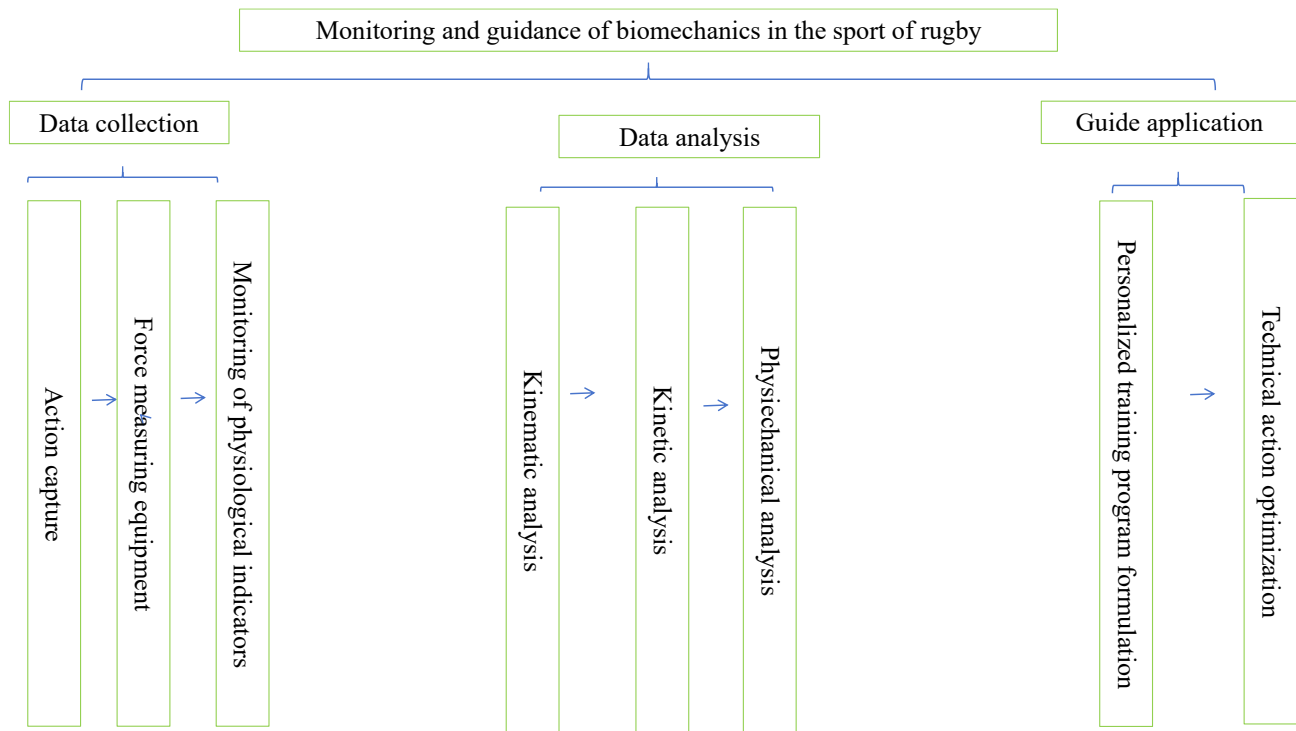 Monitoring and guidance of biomechanics in the sport of rugby
Data collection
Data analysis
Guide application
Action capture
Force measuring equipment
Monitoring of physiological indicators
Kinematic analysis
Kinetic analysis
Physiechanical analysis
Personalized training program formulation
Technical action optimization